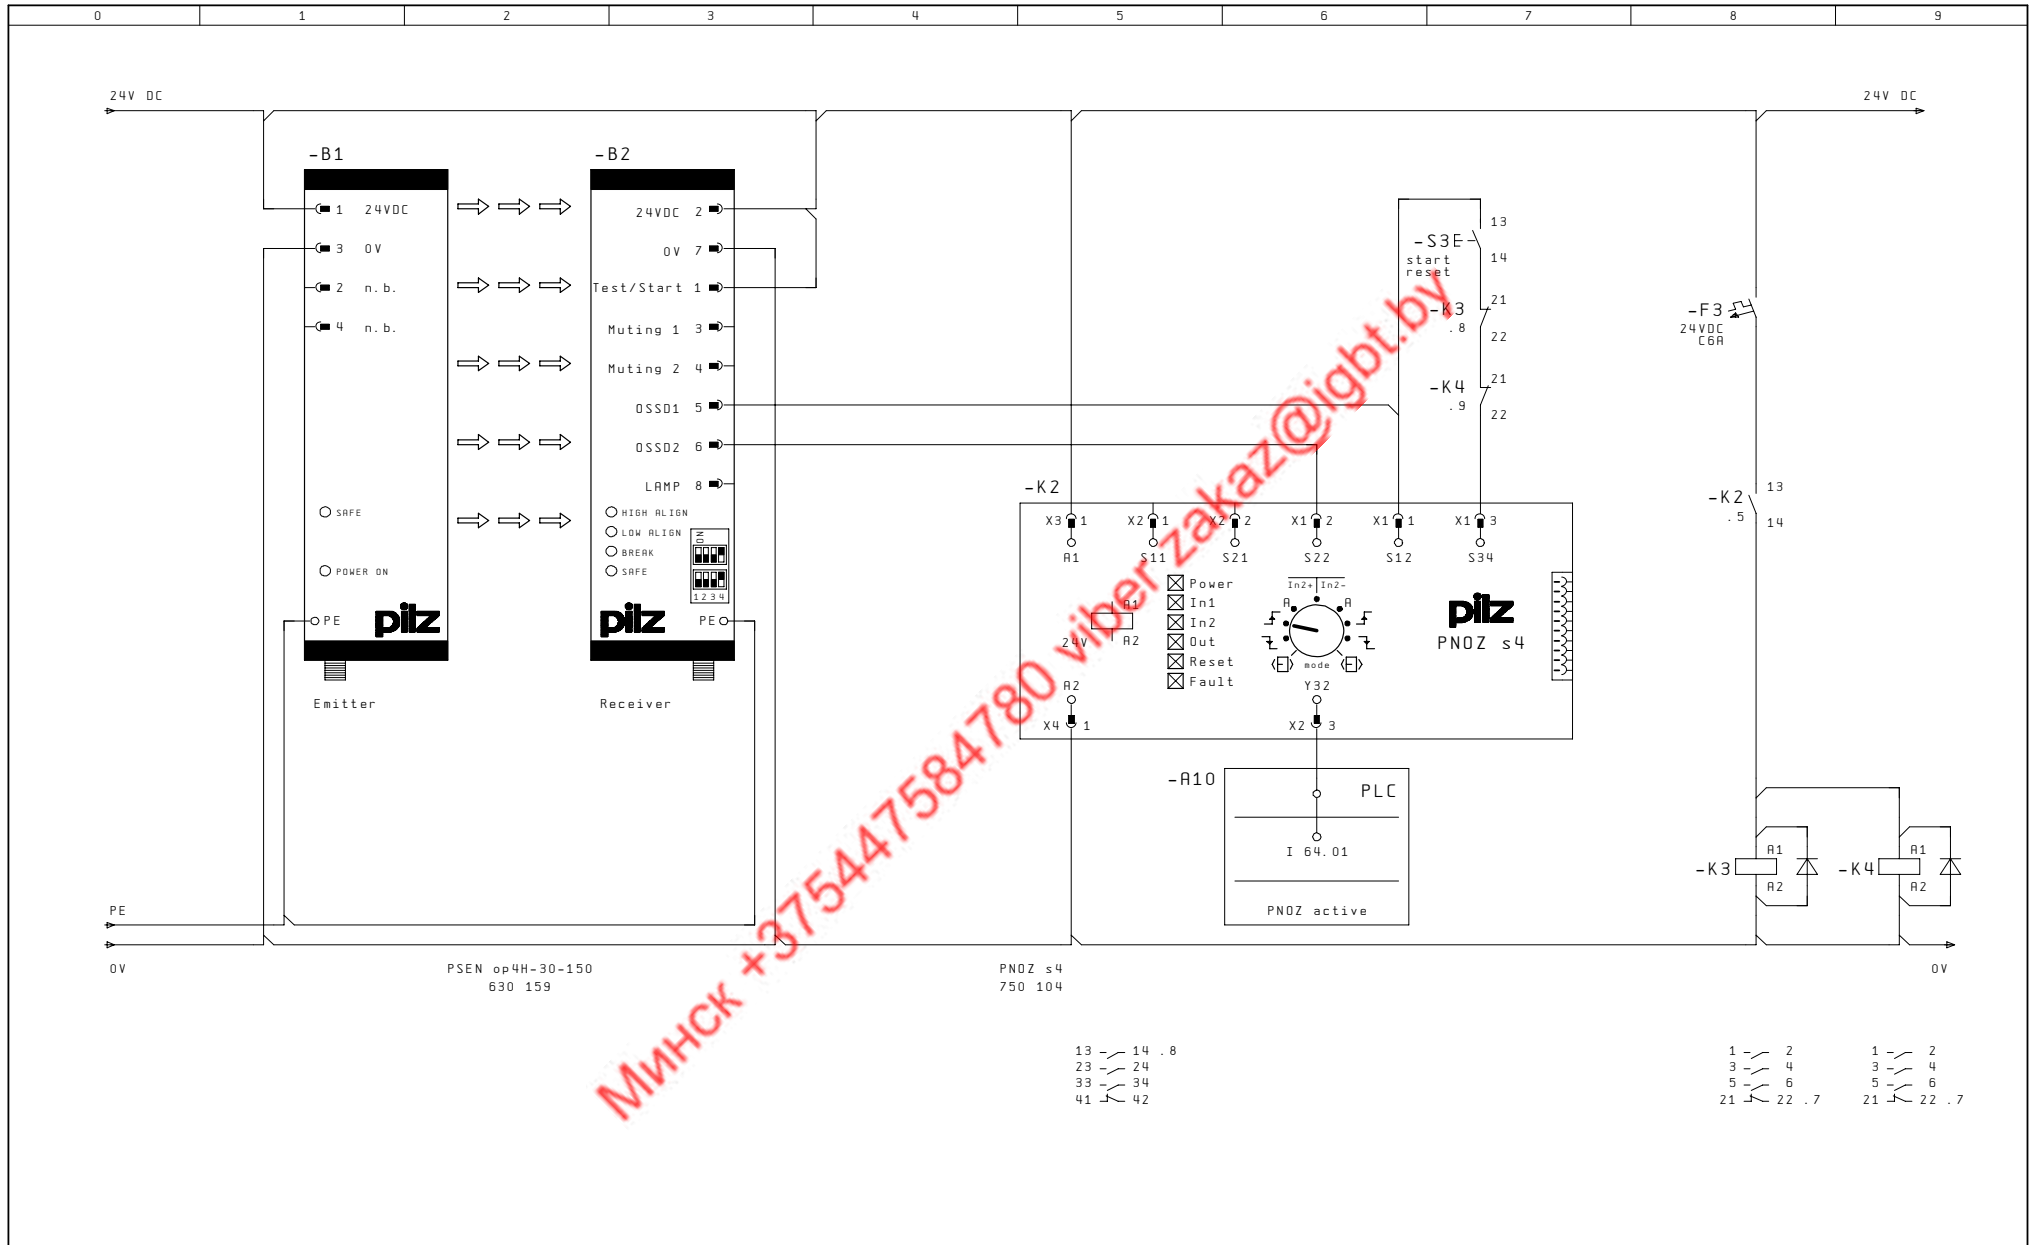 0 1 2 3 4 5 6 7 8 9
24V DC 24V DC
-B1 -B2
1 24VDC
3 0V
2 n.b.
4 n.b.
SAFE
POWER ON
PE
pilz
Emitter
24VDC 2
0V 7
Test/Start 1
Muting 1 3
Muting 2 4
OSSD1 5
OSSD2 6
LAMP 8
HIGH ALIGN
LOW ALIGN
BREAK
SAFE
ON
1234
pilz
PE
Receiver
13
-S3E
start
reset
14
-K3
.8
21
22
-K4
.9
21
22
-F3
24VDC
C6A
-K2
.5
13
14
-K2
X3 1 X2 1 X2 2 X1 2 X1 1 X1 3
A1 S11 S21 S22 S12 S34
Power
In1
In2
Out
Reset
Fault
A1
24V A2
In2+ In2-
A A
mode
pilz
PNOZ s4
A2 Y32
X4 1 X2 3
-A10
PLC
I 64.01
PNOZ active
-K3 A1 A2
-K4 A1 A2
PE
0V 0V
PSEN op4H-30-150
630 159
PNOZ s4
750 104
13 14 .8
23 24
33 34
41 42
1 2
3 4
5 6
21 22 .7
1 2
3 4
5 6
21 22 .7
Минск +375447584780 viber zakaz@igbt.by